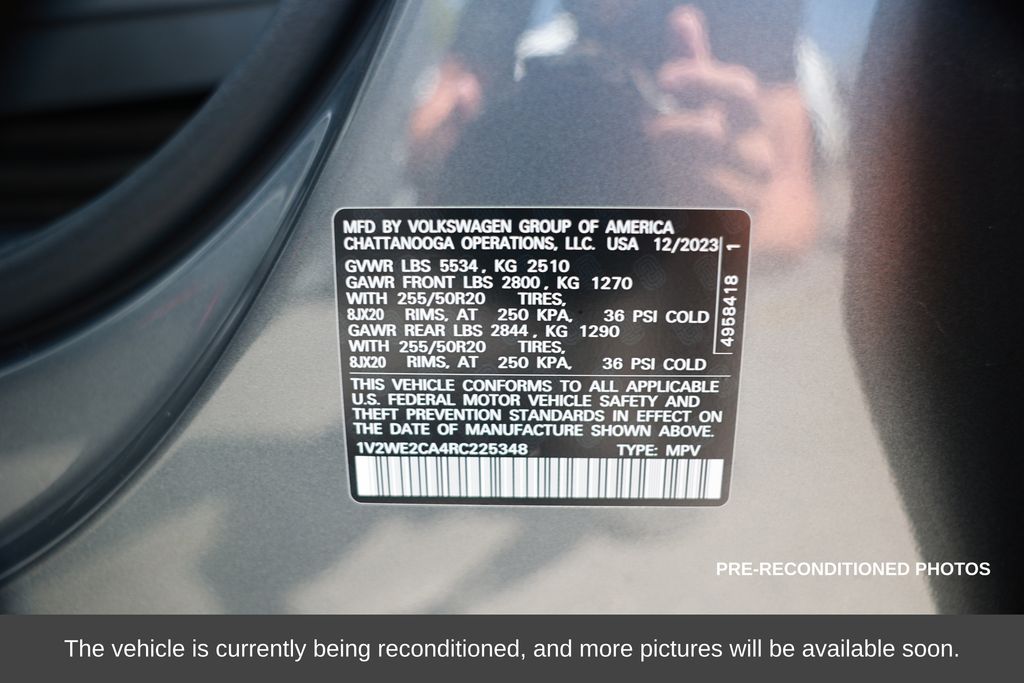 MFD BY VOLKSWAGEN GROUP OF AMERICA
CHATTANOOGA OPERATIONS, LLC. USA 12/2023
GVWR LBS 5534 , KG 2510
GAWR FRONT LBS 2800 , KG 1270
WITH 255/50R20 TIRES,
8JX20 RIMS, AT 250 KPA, 36 PSI COLD
GAWR REAR LBS 2844 , KG 1290
WITH 255/50R20 TIRES,
8JX20 RIMS, AT 250 KPA, 36 PSI COLD
4958418 1
THIS VEHICLE CONFORMS TO ALL APPLICABLE
U.S. FEDERAL MOTOR VEHICLE SAFETY AND
THEFT PREVENTION STANDARDS IN EFFECT ON
THE DATE OF MANUFACTURE SHOWN ABOVE.
1V2WE2CA4RC225348 TYPE: MPV
PRE-RECONDITIONED PHOTOS
The vehicle is currently being reconditioned, and more pictures will be available soon.